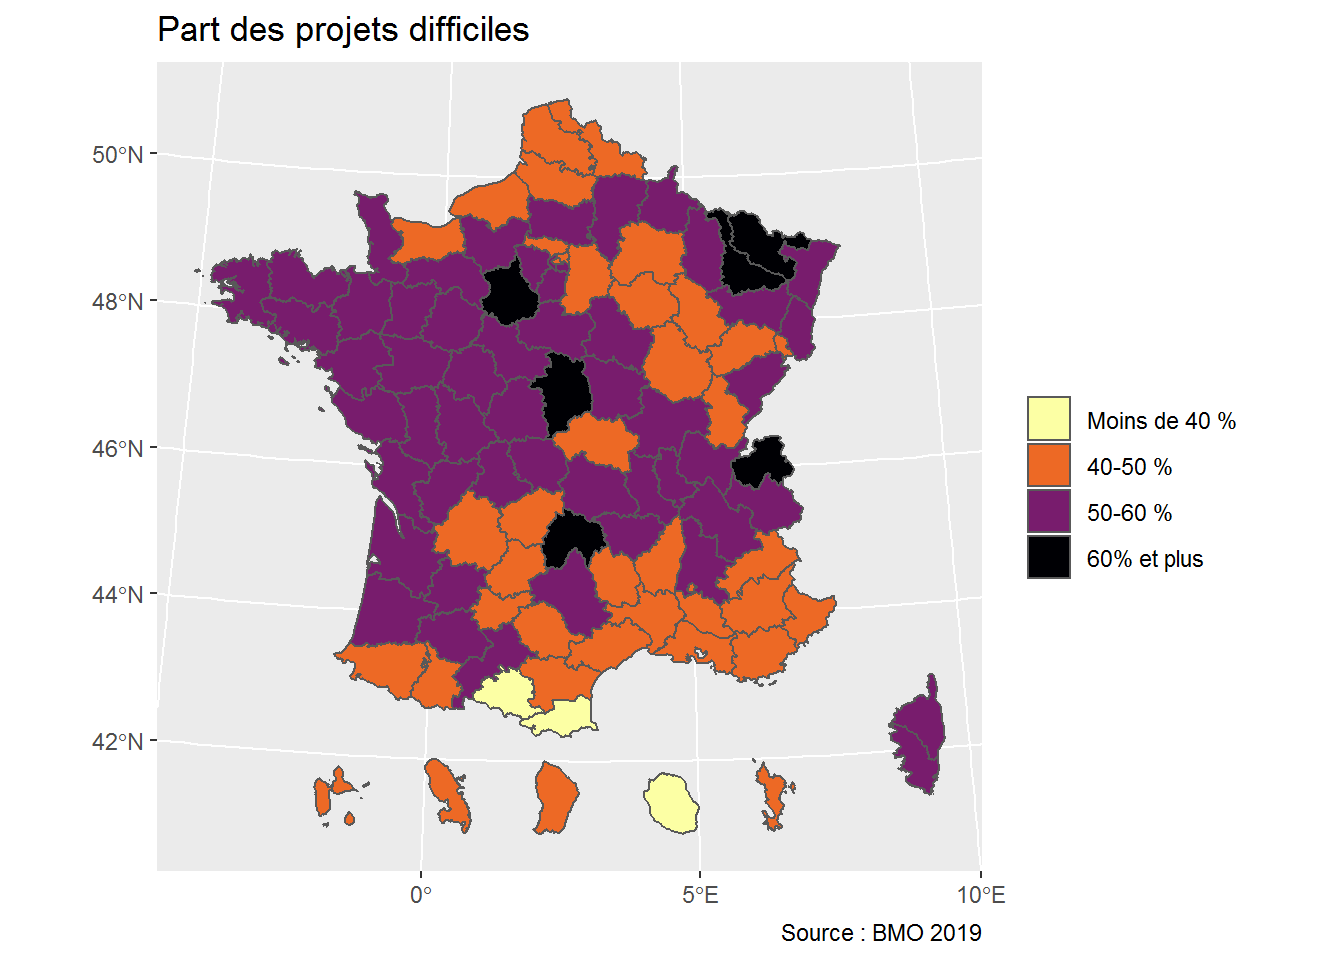 Part des projets difficiles
50°N
48°N
46°N
44°N
42°N
0°
5°E
10°E
Moins de 40 %
40-50 %
50-60 %
60% et plus
Source : BMO 2019